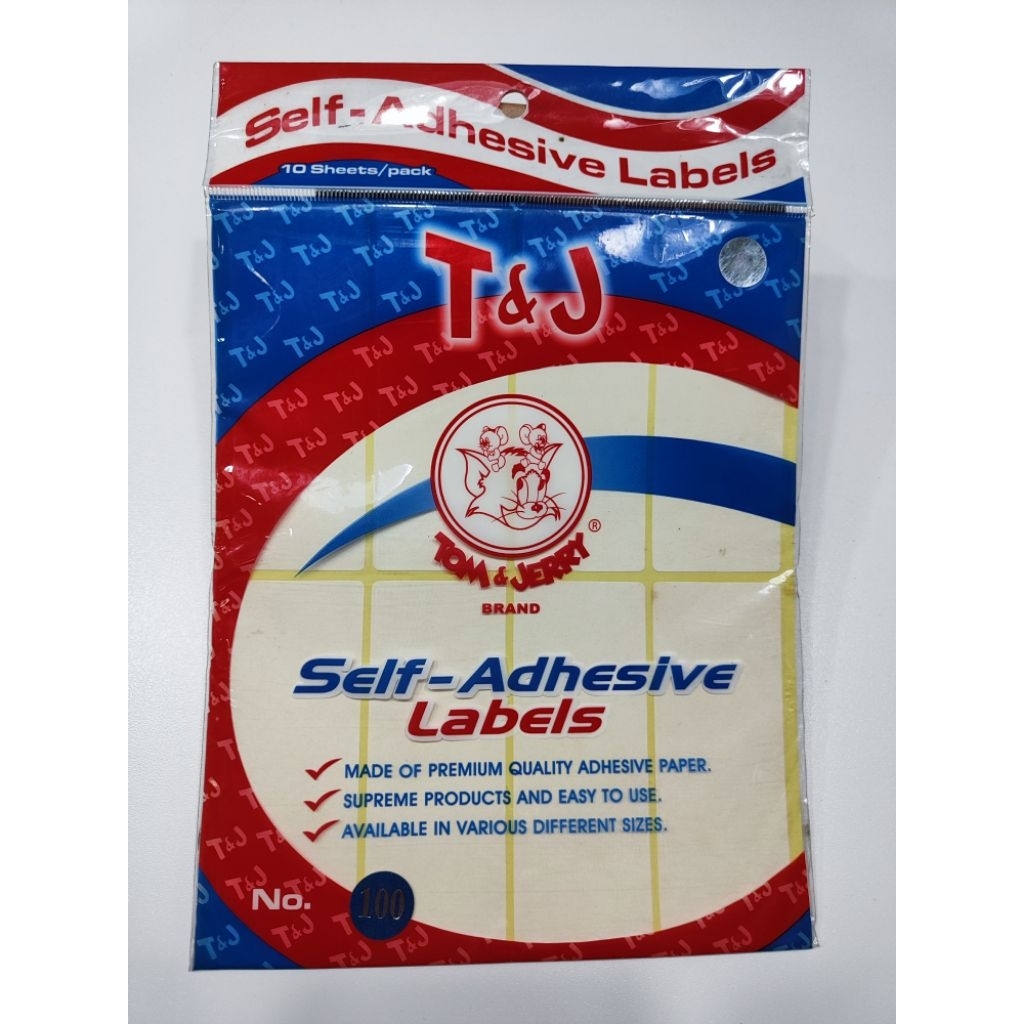 Self-Adhesive Labels
10 Sheets/pack
T&J
TOM & JERRY ®
BRAND
Self-Adhesive
Labels
MADE OF PREMIUM QUALITY ADHESIVE PAPER.
SUPREME PRODUCTS AND EASY TO USE.
AVAILABLE IN VARIOUS DIFFERENT SIZES.
No. 100